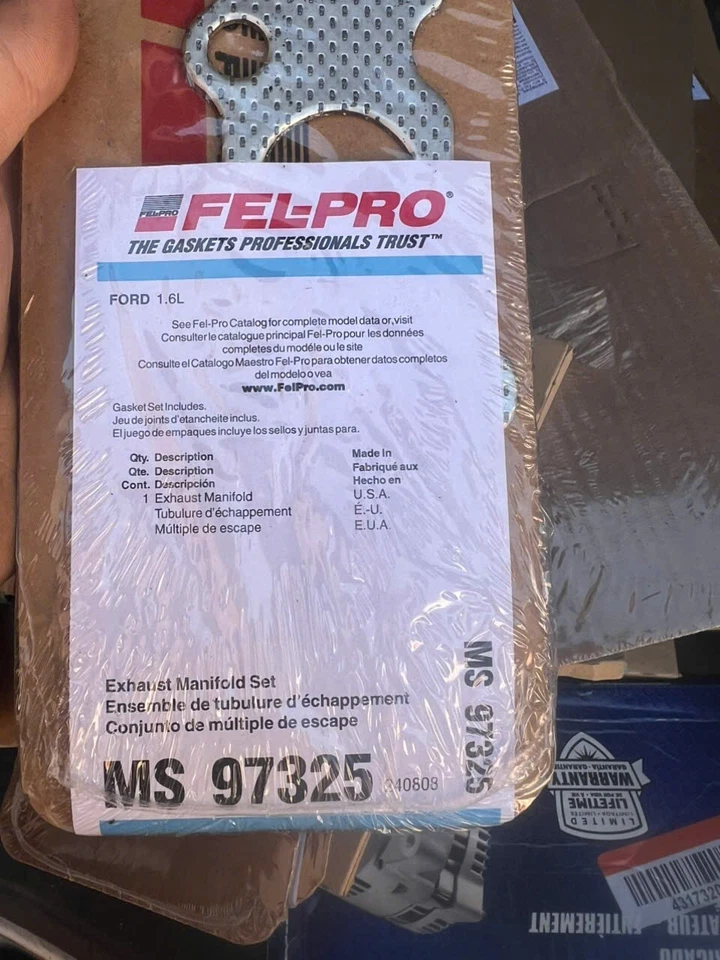 FEL-PRO
FEL-PRO®
THE GASKETS PROFESSIONALS TRUST™
FORD 1.6L
See Fel-Pro Catalog for complete model data or,visit
Consulter le catalogue principal Fel-Pro pour les données
completes du modéle ou le site
Consulte el Catalogo Maestro Fel-Pro para obtener datos completos
del modelo o vea
www.FelPro.com
Gasket Set Includes.
Jeu de joints d'etancheite inclus.
El juego de empaques incluye los sellos y juntas para.
Qty. Description
Qte. Description
Cont. Descripción
Made In
Fabriqué aux
Hecho en
1 Exhaust Manifold
Tubulure d'échappement
Múltiple de escape
U.S.A.
É.-U.
E.U.A.
Exhaust Manifold Set
Ensemble de tubulure d'échappement
Conjunto de múltiple de escape
MS 97325
240808
MS 97325
LIMITED
LIFETIME
WARRANTY
GARANTIA
ENTIÈREMENT